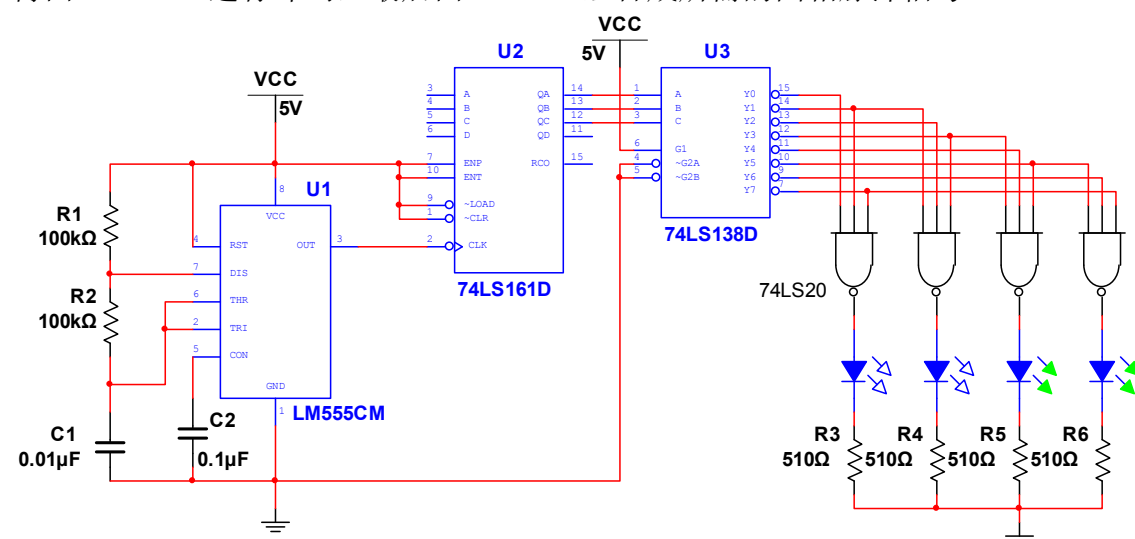 VCC
5V
U2
U3
VCC
5V
3 A QA 14
4 B QB 13
5 C QC 12
6 D QD 11
7 ENP RCO 15
10 ENT
9 ~LOAD
1 ~CLR
2 CLK
74LS161D
1 A Y0 15
2 B Y1 14
3 C Y2 13
Y3 12
6 G1 Y4 11
4 ~G2A Y5 10
5 ~G2B Y6 9
Y7 7
74LS138D
U1
8
VCC
4 RST OUT 3
7 DIS
6 THR
2 TRI
5 CON
GND
1
LM555CM
R1
100kΩ
R2
100kΩ
C1
0.01µF
C2
0.1µF
74LS20
R3
510Ω
R4
510Ω
R5
510Ω
R6
510Ω